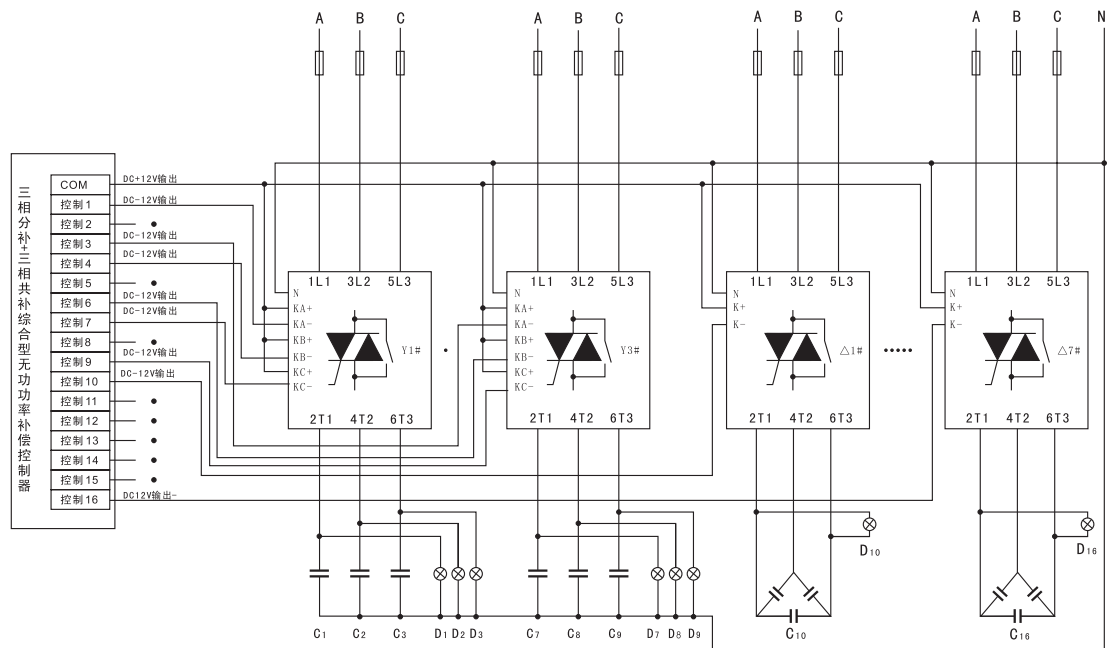 A B C A B C A B C A B C N
三相分补+三相共补综合型无功功率补偿控制器
COM DC+12V输出
控制1 DC-12V输出
控制2
控制3 DC-12V输出
控制4 DC-12V输出
控制5
控制6 DC-12V输出
控制7 DC-12V输出
控制8
控制9 DC-12V输出
控制10 DC-12V输出
控制11
控制12
控制13
控制14
控制15
控制16 DC12V输出-
1L1 3L2 5L3
N
KA+
KA-
KB+
KB-
KC+
KC-
Y1#
2T1 4T2 6T3
1L1 3L2 5L3
N
KA+
KA-
KB+
KB-
KC+
KC-
Y3#
2T1 4T2 6T3
1L1 3L2 5L3
N
K+
K-
△1#
2T1 4T2 6T3
1L1 3L2 5L3
N
K+
K-
△7#
2T1 4T2 6T3
D10 D16
C1 C2 C3 D1 D2 D3 C7 C8 C9 D7 D8 D9 C10 C16